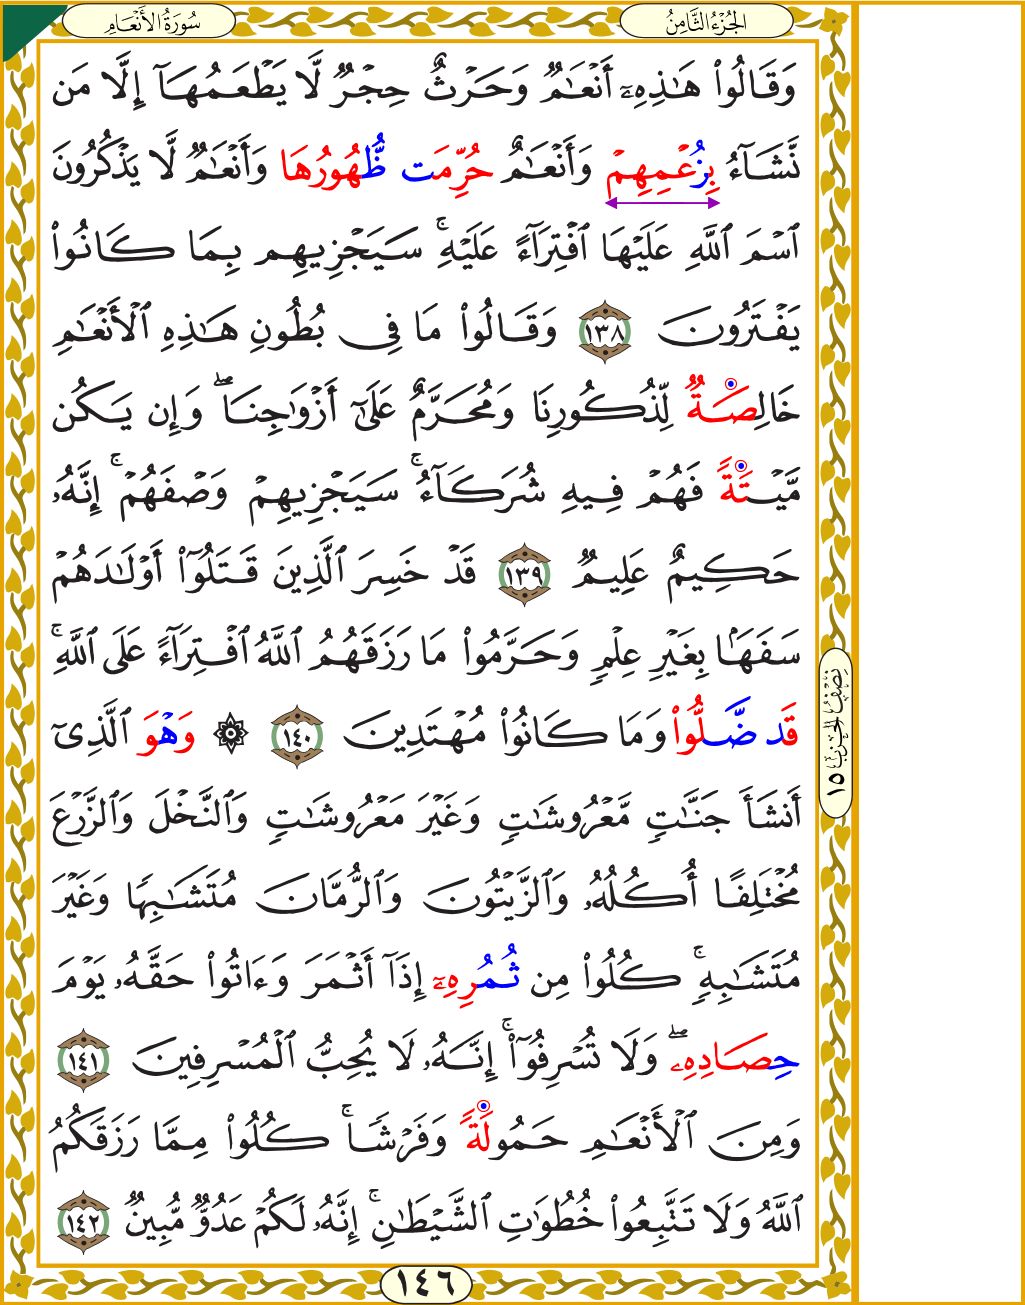 الجُزْءُ الثَّامِنُ
سُورَةُ الأَنْعَامِ
وَقَالُوا۟ هَـٰذِهِۦٓ أَنْعَـٰمٌ وَحَرْثٌ حِجْرٌ لَّا يَطْعَمُهَآ إِلَّا مَن
نَّشَآءُ بِزُعْمِهِمْ وَأَنْعَـٰمٌ حُرِّمَت ظُّهُورُهَا وَأَنْعَـٰمٌ لَّا يَذْكُرُونَ
ٱسْمَ ٱللَّهِ عَلَيْهَا ٱفْتِرَآءً عَلَيْهِ ۚ سَيَجْزِيهِم بِمَا كَانُوا۟
يَفْتَرُونَ ١٣٨ وَقَالُوا۟ مَا فِى بُطُونِ هَـٰذِهِ ٱلْأَنْعَـٰمِ
خَالِصَةٌ لِّذُكُورِنَا وَمُحَرَّمٌ عَلَىٰٓ أَزْوَٰجِنَا ۖ وَإِن يَكُن
مَّيْتَةً فَهُمْ فِيهِ شُرَكَآءُ ۚ سَيَجْزِيهِمْ وَصْفَهُمْ ۚ إِنَّهُۥ
حَكِيمٌ عَلِيمٌ ١٣٩ قَدْ خَسِرَ ٱلَّذِينَ قَتَلُوٓا۟ أَوْلَـٰدَهُمْ
سَفَهًۢا بِغَيْرِ عِلْمٍ وَحَرَّمُوا۟ مَا رَزَقَهُمُ ٱللَّهُ ٱفْتِرَآءً عَلَى ٱللَّهِ ۚ
قَد ضَّلُّوا۟ وَمَا كَانُوا۟ مُهْتَدِينَ ١٤٠ ۞ وَهْوَ ٱلَّذِىٓ
أَنشَأَ جَنَّـٰتٍ مَّعْرُوشَـٰتٍ وَغَيْرَ مَعْرُوشَـٰتٍ وَٱلنَّخْلَ وَٱلزَّرْعَ
مُخْتَلِفًا أُكُلُهُۥ وَٱلزَّيْتُونَ وَٱلرُّمَّانَ مُتَشَـٰبِهًا وَغَيْرَ
مُتَشَـٰبِهٍ ۚ كُلُوا۟ مِن ثُمُرِهِۦٓ إِذَآ أَثْمَرَ وَءَاتُوا۟ حَقَّهُۥ يَوْمَ
حِصَادِهِۦ ۖ وَلَا تُسْرِفُوٓا۟ ۚ إِنَّهُۥ لَا يُحِبُّ ٱلْمُسْرِفِينَ ١٤١
وَمِنَ ٱلْأَنْعَـٰمِ حَمُولَةً وَفَرْشًا ۚ كُلُوا۟ مِمَّا رَزَقَكُمُ
ٱللَّهُ وَلَا تَتَّبِعُوا۟ خُطُوَٰتِ ٱلشَّيْطَـٰنِ ۚ إِنَّهُۥ لَكُمْ عَدُوٌّ مُّبِينٌ ١٤٢
نِصْفُ الحِزْبِ ١٥
١٤٦